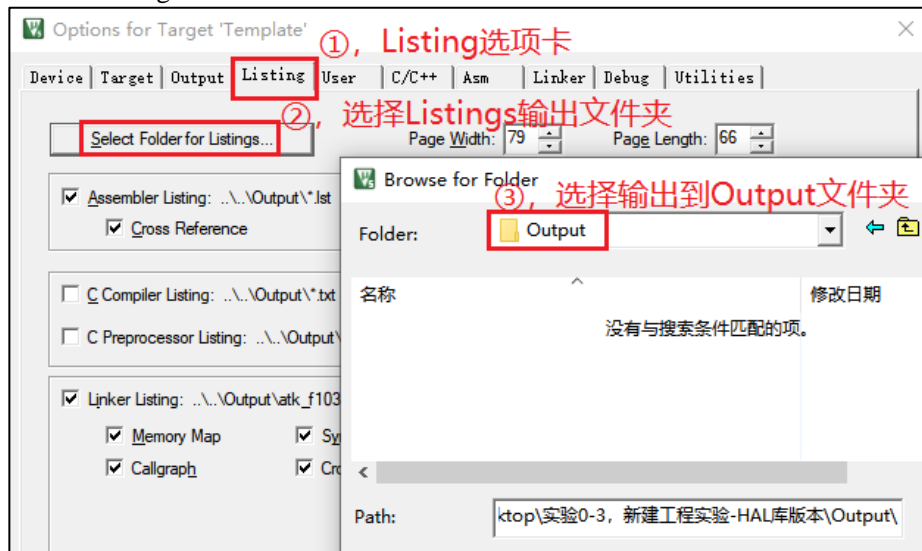 Options for Target 'Template'
①，Listing选项卡
Device Target Output Listing User C/C++ Asm Linker Debug Utilities
②，选择Listings输出文件夹
Select Folder for Listings... Page Width: 79 Page Length: 66
Browse for Folder
③，选择输出到Output文件夹
Assembler Listing: ..\..\Output\*.lst
Cross Reference
Folder: Output
C Compiler Listing: ..\..\Output\*.txt
名称 修改日期
没有与搜索条件匹配的项。
C Preprocessor Listing: ..\..\Output\
Linker Listing: ..\..\Output\atk_f103
Memory Map
Callgraph
Path: ktop\实验0-3，新建工程实验-HAL库版本\Output\